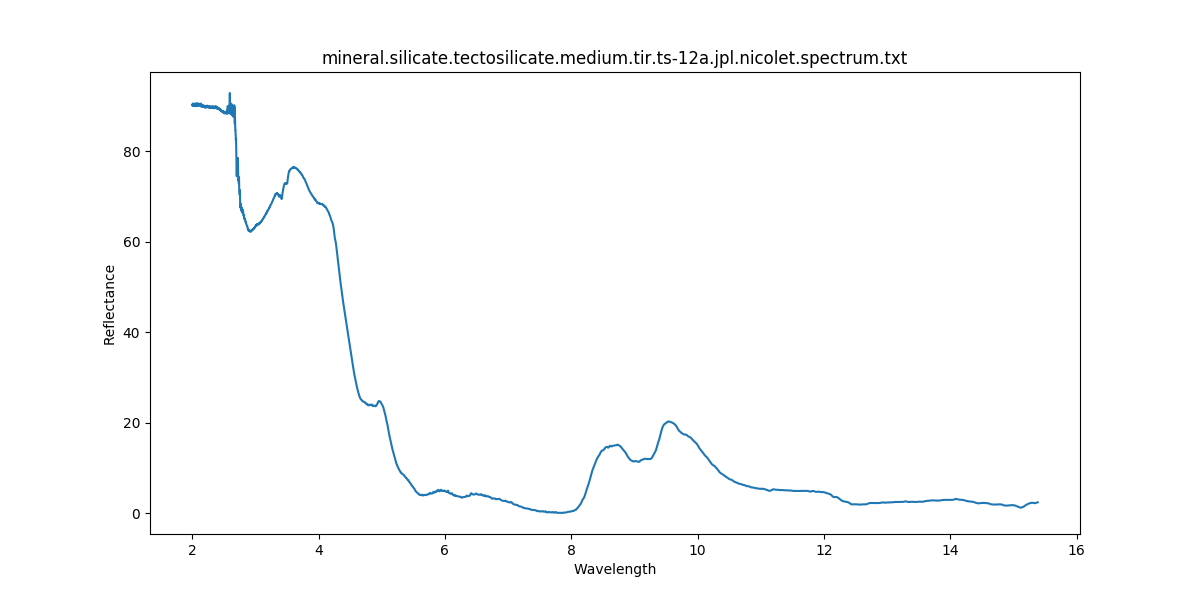 mineral.silicate.tectosilicate.medium.tir.ts-12a.jpl.nicolet.spectrum.txt
80
60
40
20
0
Reflectance
2 4 6 8 10 12 14 16
Wavelength